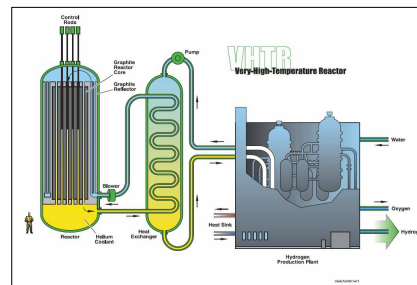 Control
Rods
Graphite
Reactor
Core
Graphite
Reflector
Blower
Reactor
Helium
Coolant
Heat
Exchanger
Pump
VHTR
Very-High-Temperature Reactor
Water
Oxygen
Hydrog
Heat Sink
Hydrogen
Production Plant